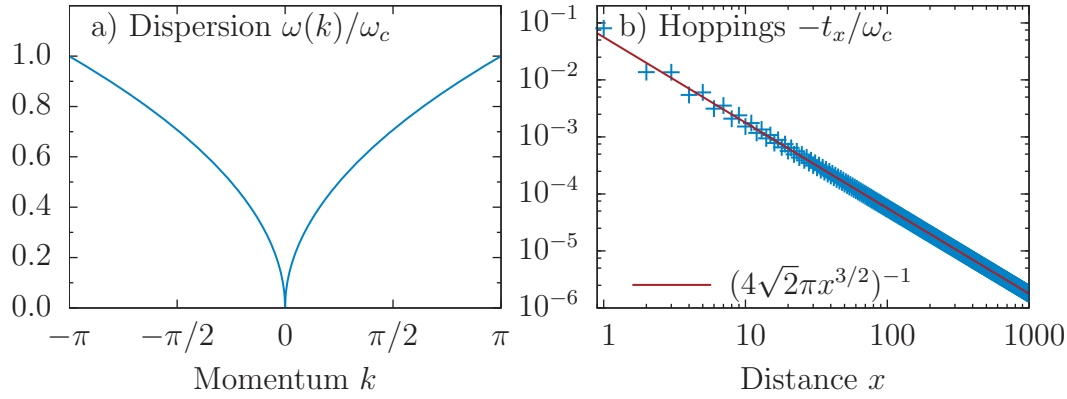 a) Dispersion ω(k)/ω_c
1.0
0.8
0.6
0.4
0.2
0.0
−π
−π/2
0
π/2
π
Momentum k
b) Hoppings −t_x/ω_c
10^{−1}
10^{−2}
10^{−3}
10^{−4}
10^{−5}
10^{−6}
(4√2πx^{3/2})^{−1}
1
10
100
1000
Distance x